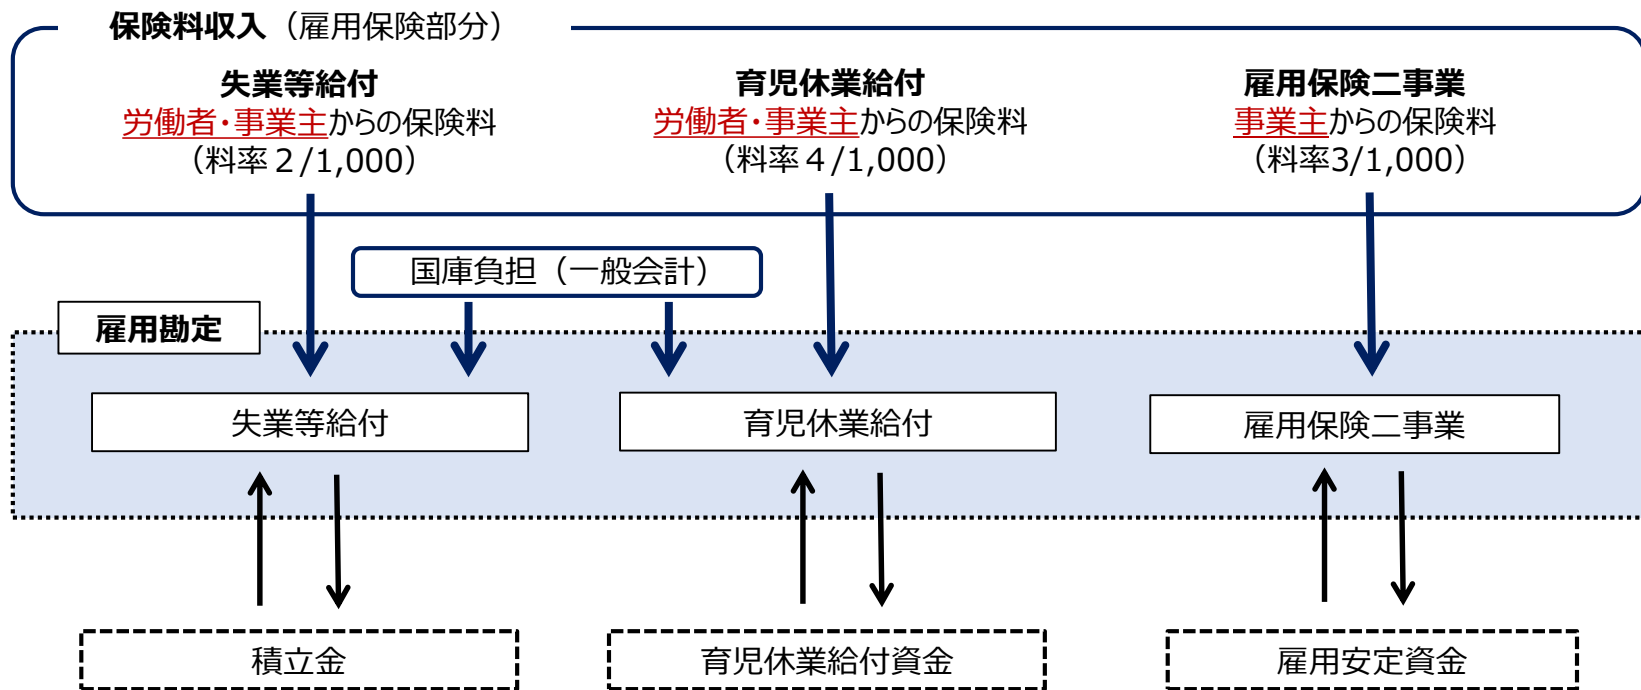 保険料収入（雇用保険部分）
失業等給付
労働者・事業主からの保険料
（料率２/1,000）
育児休業給付
労働者・事業主からの保険料
（料率４/1,000）
雇用保険二事業
事業主からの保険料
（料率3/1,000）
国庫負担（一般会計）
雇用勘定
失業等給付
育児休業給付
雇用保険二事業
積立金
育児休業給付資金
雇用安定資金